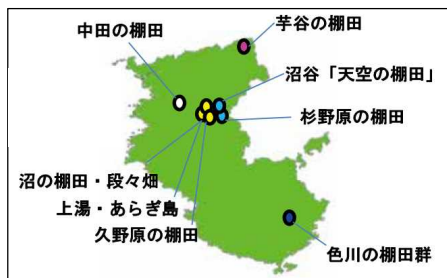 芋谷の棚田
中田の棚田
沼谷「天空の棚田」
杉野原の棚田
沼の棚田・段々畑
上湯・あらぎ島
久野原の棚田
色川の棚田群